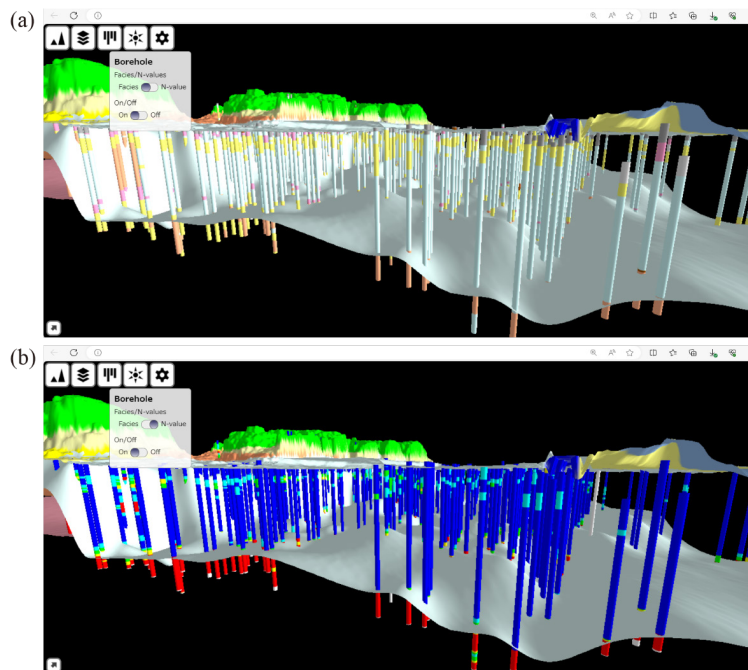 (a)
Borehole
Facies/N-values
Facies N-value
On/Off
On Off
(b)
Borehole
Facies/N-values
Facies N-value
On/Off
On Off